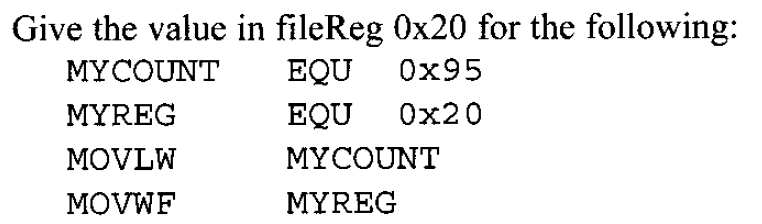 Give the value in fileReg 0x20 for the following:
MYCOUNT EQU 0x95
MYREG EQU 0x20
MOVLW MYCOUNT
MOVWF MYREG